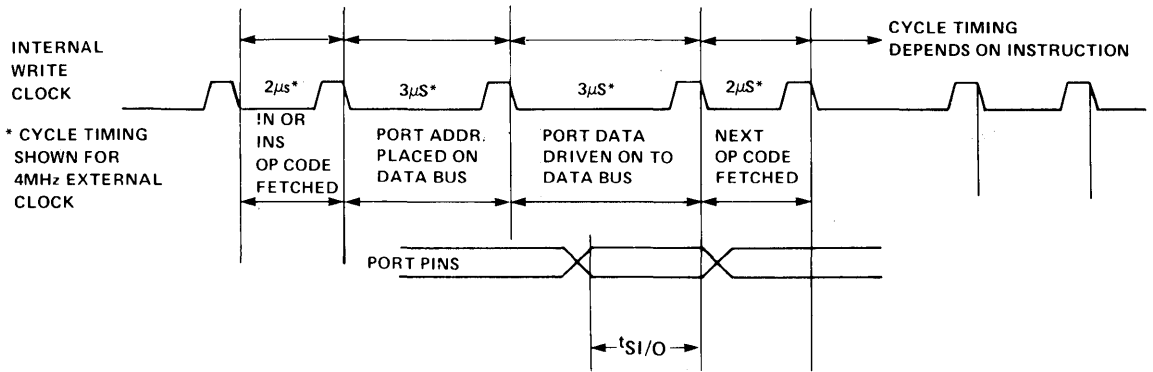 INTERNAL
WRITE
CLOCK
* CYCLE TIMING
SHOWN FOR
4MHz EXTERNAL
CLOCK
2μs*
3μS*
3μS*
2μS*
CYCLE TIMING
DEPENDS ON INSTRUCTION
IN OR
INS
OP CODE
FETCHED
PORT ADDR.
PLACED ON
DATA BUS
PORT DATA
DRIVEN ON TO
DATA BUS
NEXT
OP CODE
FETCHED
PORT PINS
tSI/O